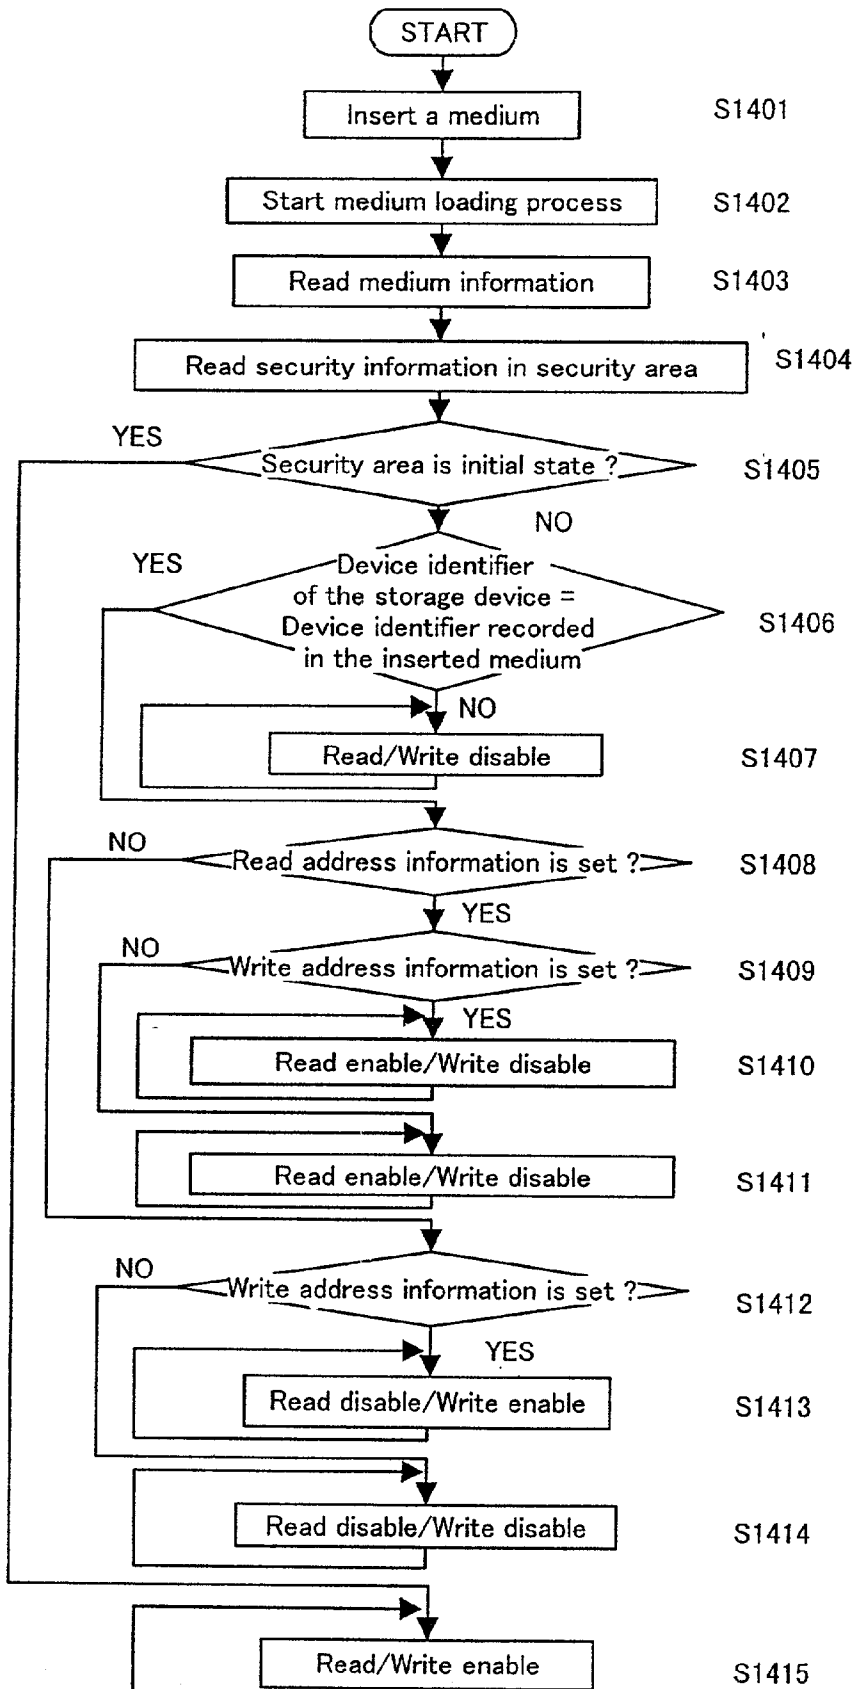 START
Insert a medium
S1401
Start medium loading process
S1402
Read medium information
S1403
Read security information in security area
S1404
YES
Security area is initial state ?
S1405
NO
YES
Device identifier
of the storage device =
Device identifier recorded
in the inserted medium
S1406
NO
Read/Write disable
S1407
NO
Read address information is set ?
S1408
YES
NO
Write address information is set ?
S1409
YES
Read enable/Write disable
S1410
Read enable/Write disable
S1411
NO
Write address information is set ?
S1412
YES
Read disable/Write enable
S1413
Read disable/Write disable
S1414
Read/Write enable
S1415